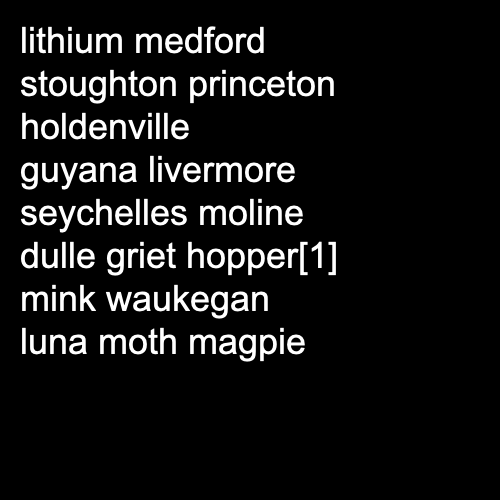 lithium medford
stoughton princeton
holdenville
guyana livermore
seychelles moline
dulle griet hopper[1]
mink waukegan
luna moth magpie